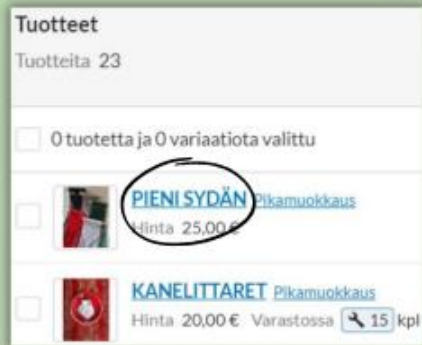 Tuotteet
Tuotteita 23
0 tuotetta ja 0 variaatiota valittu
PIENI SYDÄN Pikamuokkaus
Hinta 25,00 €
KANELITTARET Pikamuokkaus
Hinta 20,00 € Varastossa 15 kpl